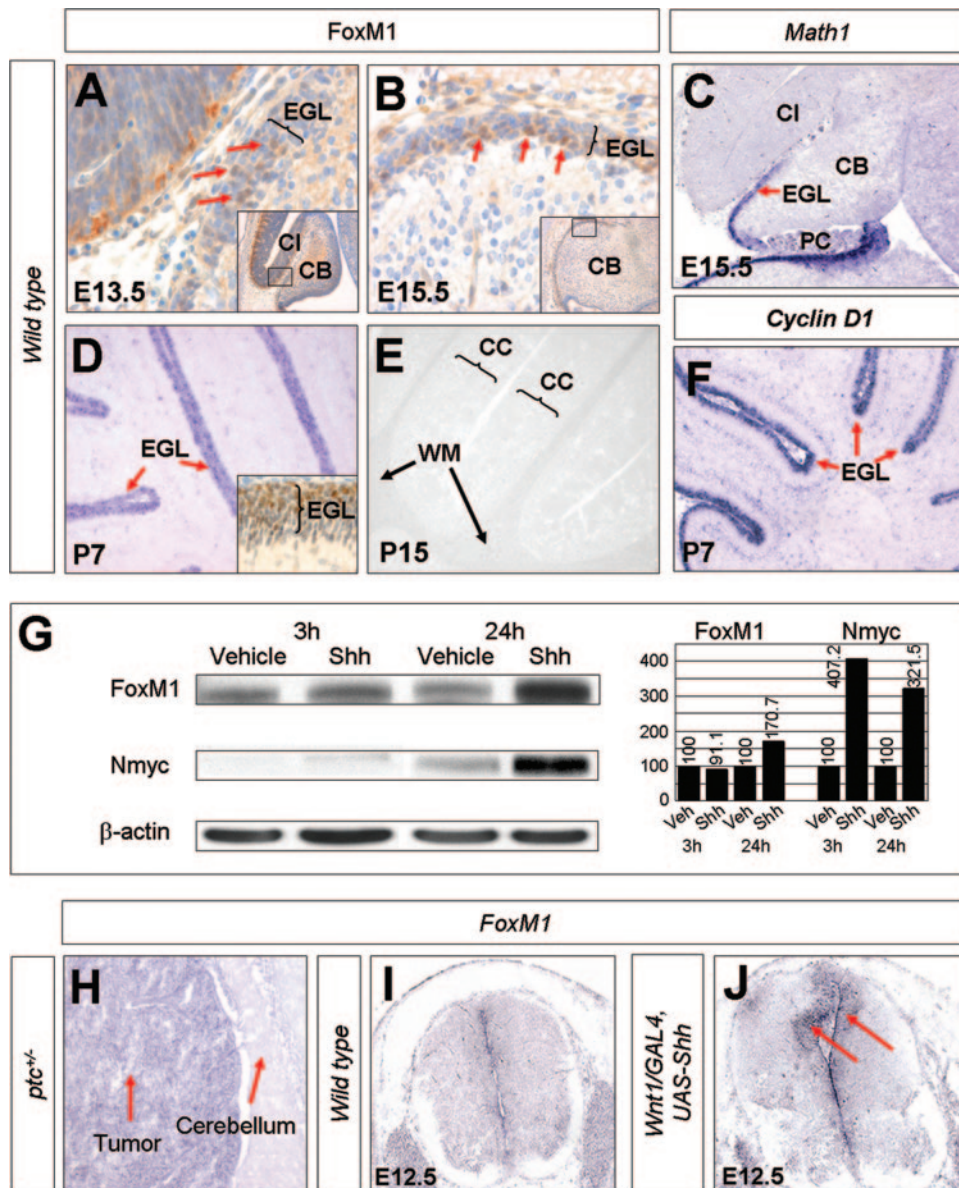 FoxM1
Math1
Wild type
A
EGL
CI
CB
E13.5
B
EGL
CB
E15.5
C
CI
CB
EGL
PC
E15.5
D
EGL
EGL
P7
E
CC
CC
WM
P15
Cyclin D1
F
EGL
P7
G
3h 24h
Vehicle Shh Vehicle Shh
FoxM1
Nmyc
β-actin
FoxM1 Nmyc
400
300
200
100
0
100 91.1 100 170.7 100 407.2 100 321.5
Veh Shh Veh Shh Veh Shh Veh Shh
3h 24h 3h 24h
FoxM1
ptc+/-
H
Tumor
Cerebellum
Wild type
I
E12.5
Wnt1/GAL4,
UAS-Shh
J
E12.5